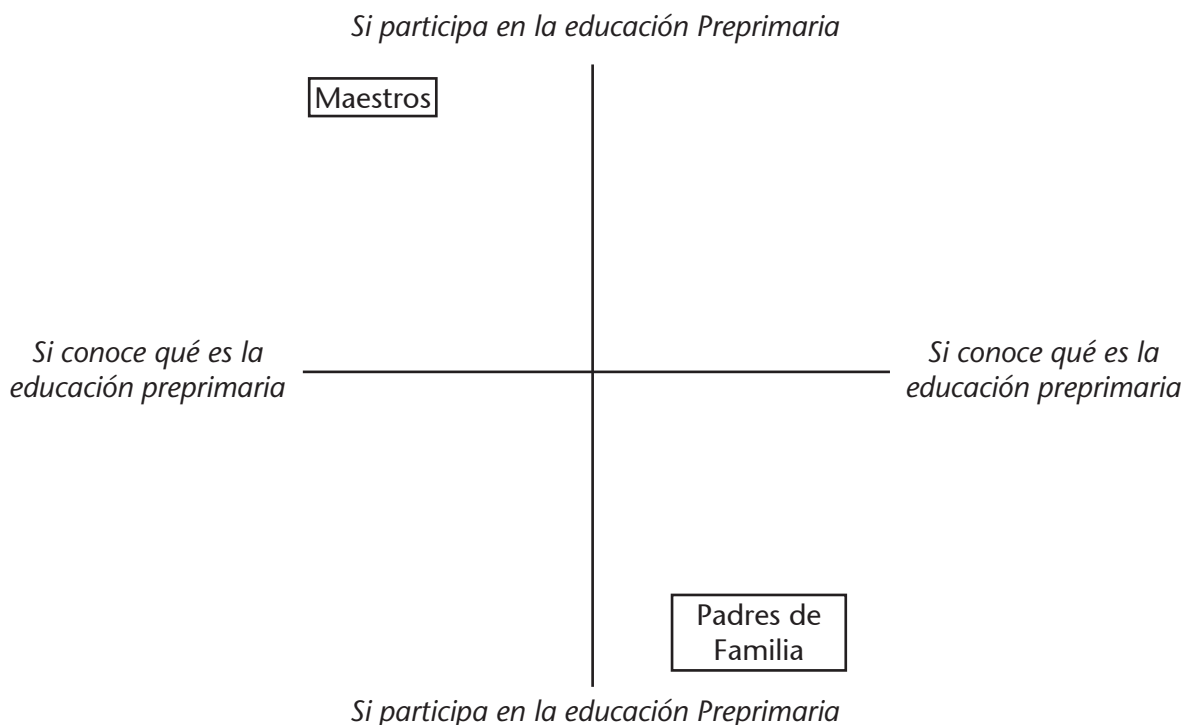 Si participa en la educación Preprimaria
Maestros
Si conoce qué es la
educación preprimaria
Si conoce qué es la
educación preprimaria
Padres de
Familia
Si participa en la educación Preprimaria